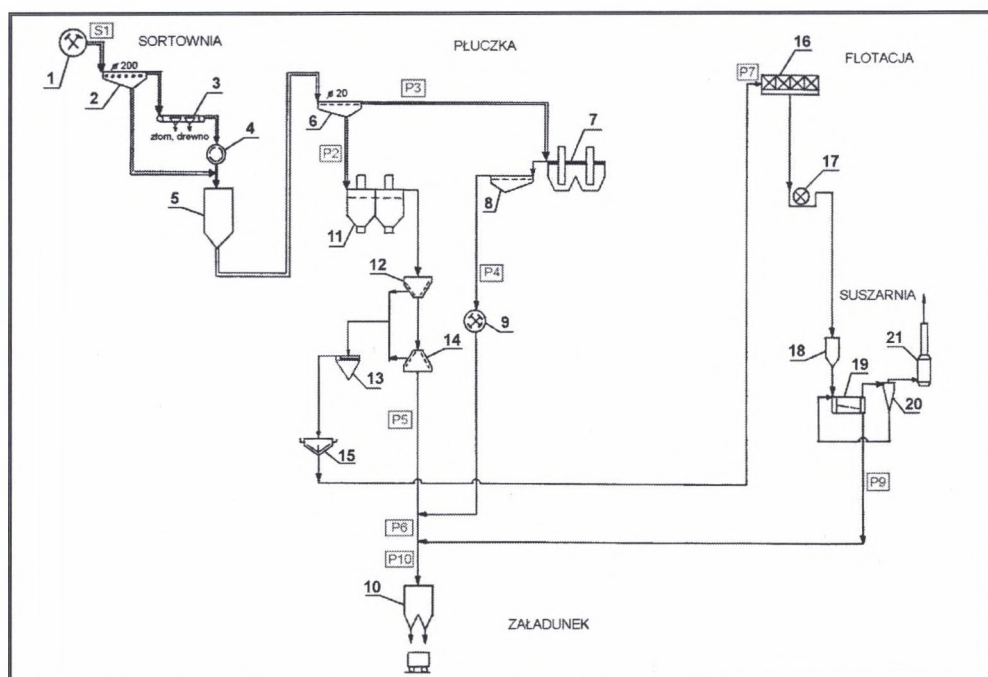 S1
SORTOWNIA
PŁUCZKA
FLOTACJA
1
ø 200
2
3
złom, drewno
4
5
ø 20
6
P3
P2
7
8
P7
16
17
11
12
P4
9
14
13
SUSZARNIA
21
18
19
20
P5
15
P9
P6
P10
10
ZAŁADUNEK